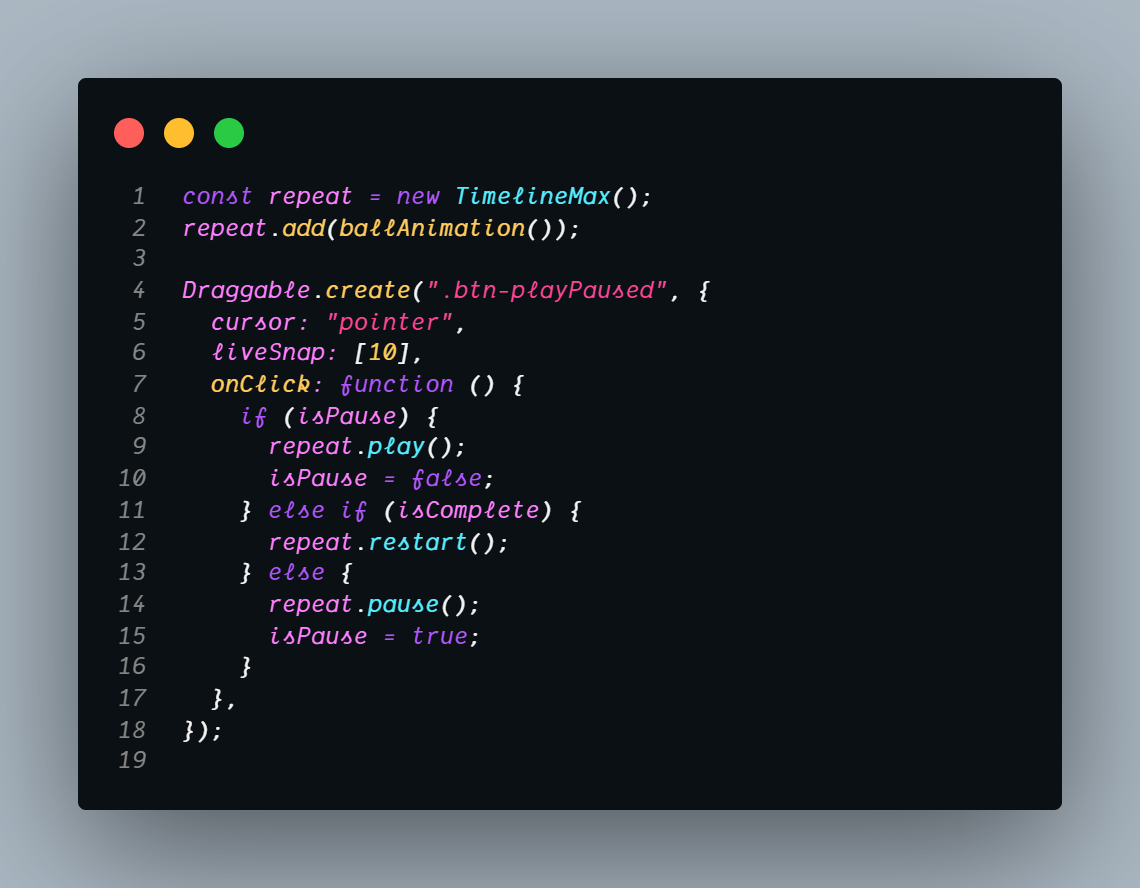 1 const repeat = new TimelineMax();
2 repeat.add(ballAnimation());
3
4 Draggable.create(".btn-playPaused", {
5   cursor: "pointer",
6   liveSnap: [10],
7   onClick: function () {
8     if (isPause) {
9       repeat.play();
10       isPause = false;
11     } else if (isComplete) {
12       repeat.restart();
13     } else {
14       repeat.pause();
15       isPause = true;
16     }
17   },
18 });
19